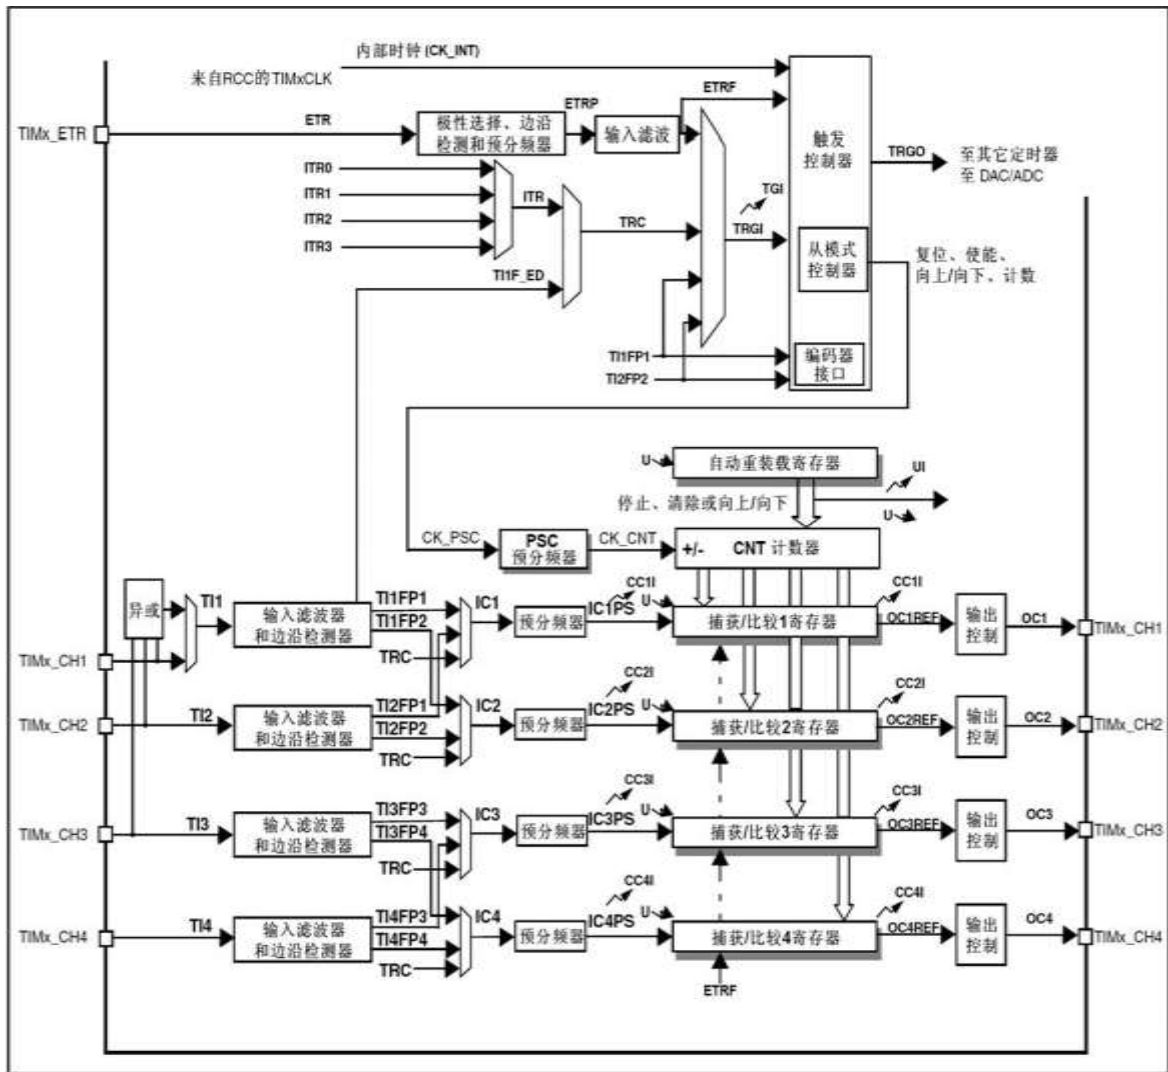 内部时钟 (CK_INT)
来自RCC的TIMxCLK
ETRF
TIMx_ETR
ETR
极性选择、边沿
检测和预分频器
ETRP
输入滤波
触发
控制器
TRGO
至其它定时器
至 DAC/ADC
ITR0
ITR1
ITR2
ITR3
ITR
TRC
TGI
TRGI
TI1F_ED
从模式
控制器
复位、使能、
向上/向下、计数
TI1FP1
TI2FP2
编码器
接口
U
自动重装载寄存器
UI
停止、清除或向上/向下
U
CK_PSC
PSC
预分频器
CK_CNT
+/-
CNT 计数器
异或
TI1
输入滤波器
和边沿检测器
TI1FP1
TI1FP2
TRC
IC1
预分频器
CC1I
IC1PS
U
捕获/比较1寄存器
CC1I
OC1REF
输出
控制
OC1
TIMx_CH1
TIMx_CH1
TIMx_CH2
TI2
输入滤波器
和边沿检测器
TI2FP1
TI2FP2
TRC
IC2
预分频器
CC2I
IC2PS
U
捕获/比较2寄存器
CC2I
OC2REF
输出
控制
OC2
TIMx_CH2
TIMx_CH3
TI3
输入滤波器
和边沿检测器
TI3FP3
TI3FP4
TRC
IC3
预分频器
CC3I
IC3PS
U
捕获/比较3寄存器
CC3I
OC3REF
输出
控制
OC3
TIMx_CH3
TIMx_CH4
TI4
输入滤波器
和边沿检测器
TI4FP3
TI4FP4
TRC
IC4
预分频器
CC4I
IC4PS
U
捕获/比较4寄存器
CC4I
OC4REF
输出
控制
OC4
TIMx_CH4
ETRF